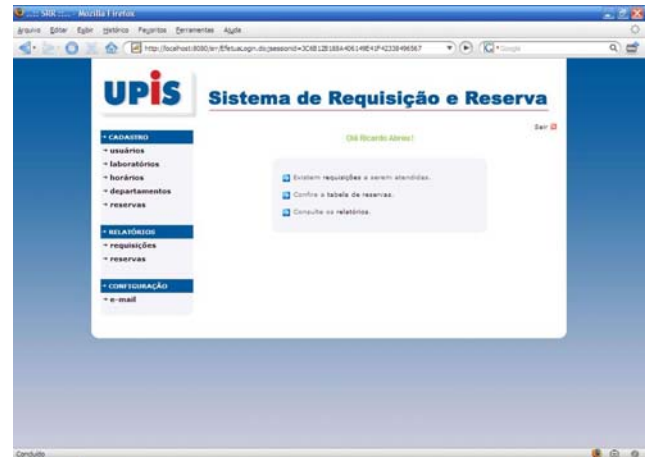 ..::: SRR :::.. - Mozilla Firefox
Arquivo Editar Exibir Histórico Favoritos Ferramentas Ajuda
Google
UPIS
Sistema de Requisição e Reserva
Sair
CADASTRO
usuários
laboratórios
horários
departamentos
reservas
RELATÓRIOS
requisições
reservas
CONFIGURAÇÃO
e-mail
Olá Ricardo Abreu!
Existem requisições a serem atendidas.
Confira a tabela de reservas.
Consulte os relatórios.
Concluído